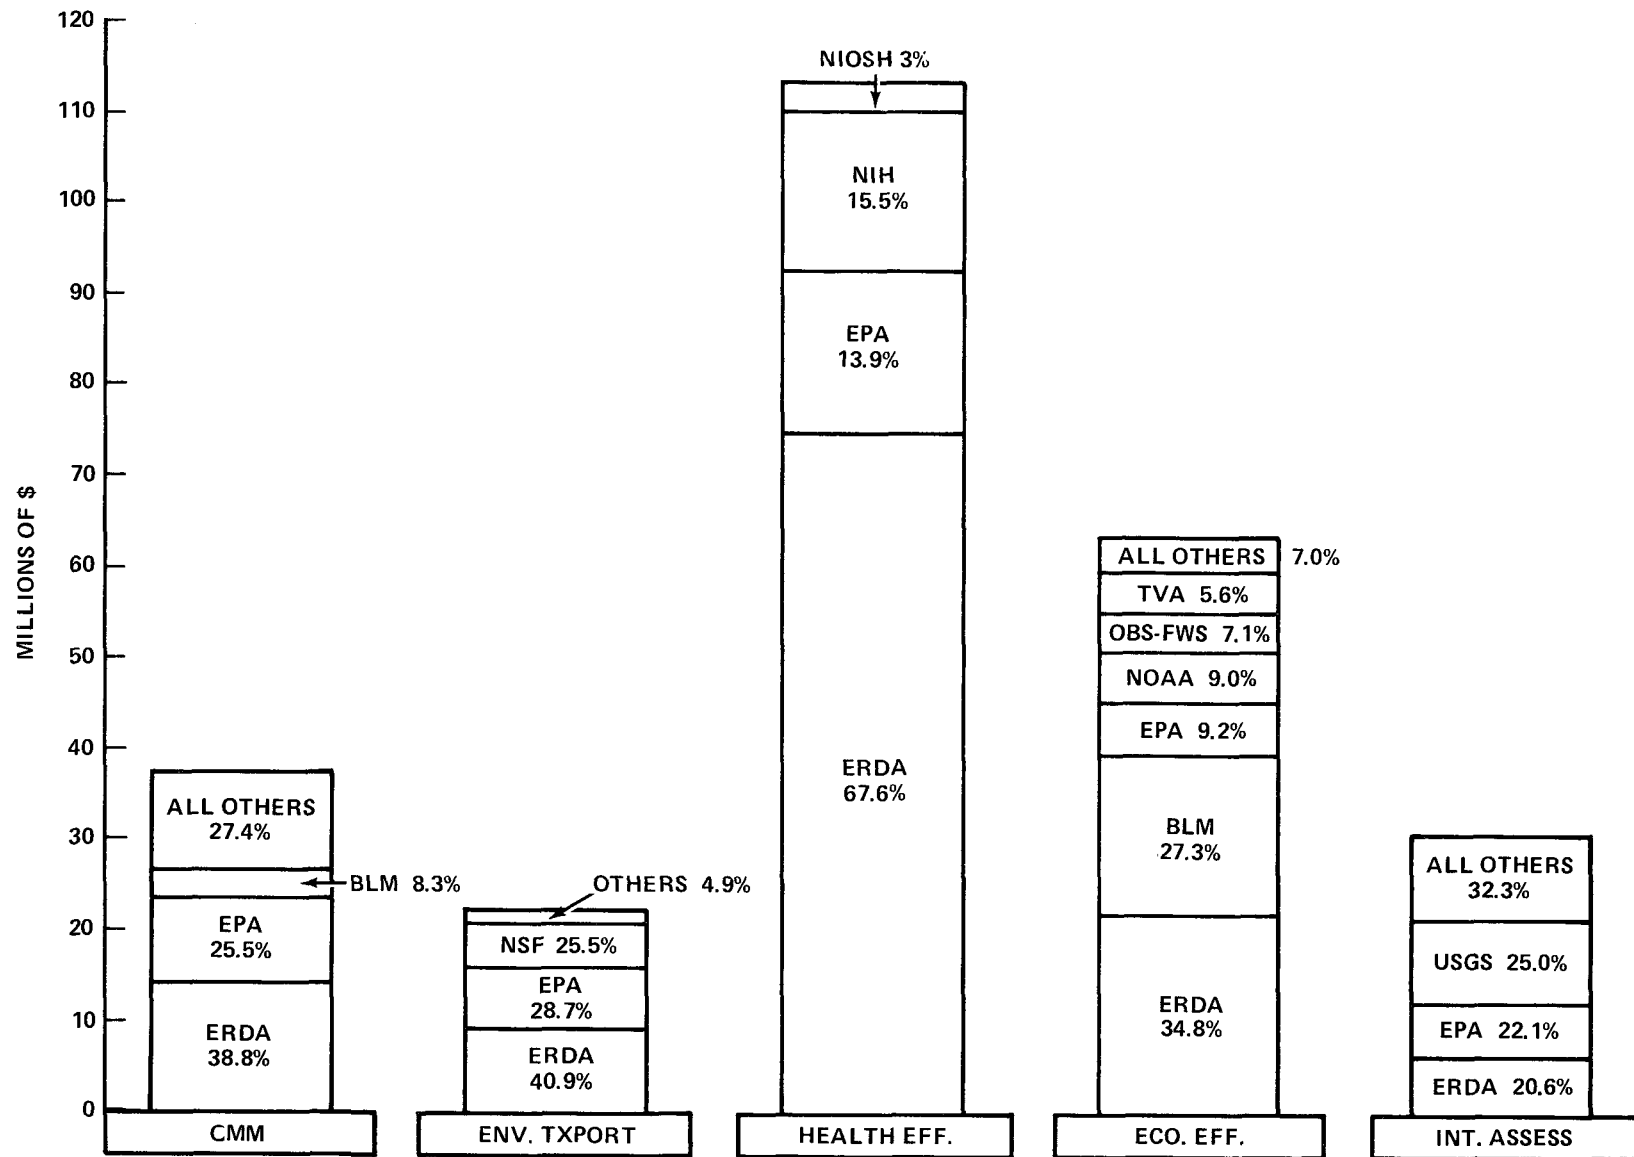 MILLIONS OF $
120
110
100
90
80
70
60
50
40
30
20
10
0
ALL OTHERS
27.4%
BLM 8.3%
EPA
25.5%
ERDA
38.8%
CMM
OTHERS 4.9%
NSF 25.5%
EPA
28.7%
ERDA
40.9%
ENV. TXPORT
NIOSH 3%
NIH
15.5%
EPA
13.9%
ERDA
67.6%
HEALTH EFF.
ALL OTHERS 7.0%
TVA 5.6%
OBS-FWS 7.1%
NOAA 9.0%
EPA 9.2%
BLM
27.3%
ERDA
34.8%
ECO. EFF.
ALL OTHERS
32.3%
USGS 25.0%
EPA 22.1%
ERDA 20.6%
INT. ASSESS